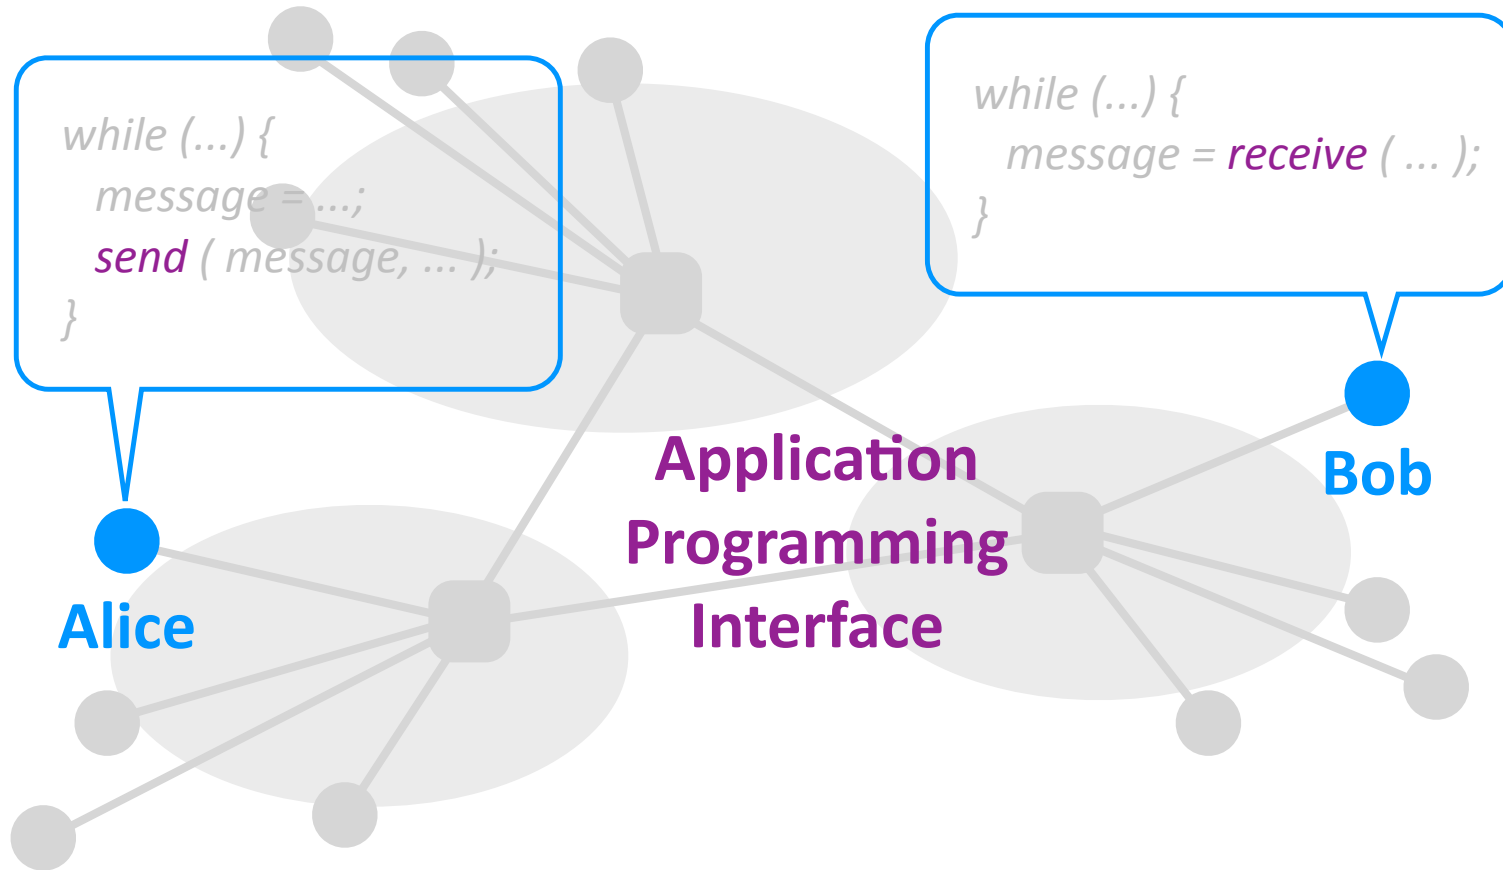 while (...) {
message = ...;
send ( message, ... );
}
while (...) {
message = receive ( ... );
}
Application
Programming
Interface
Bob
Alice